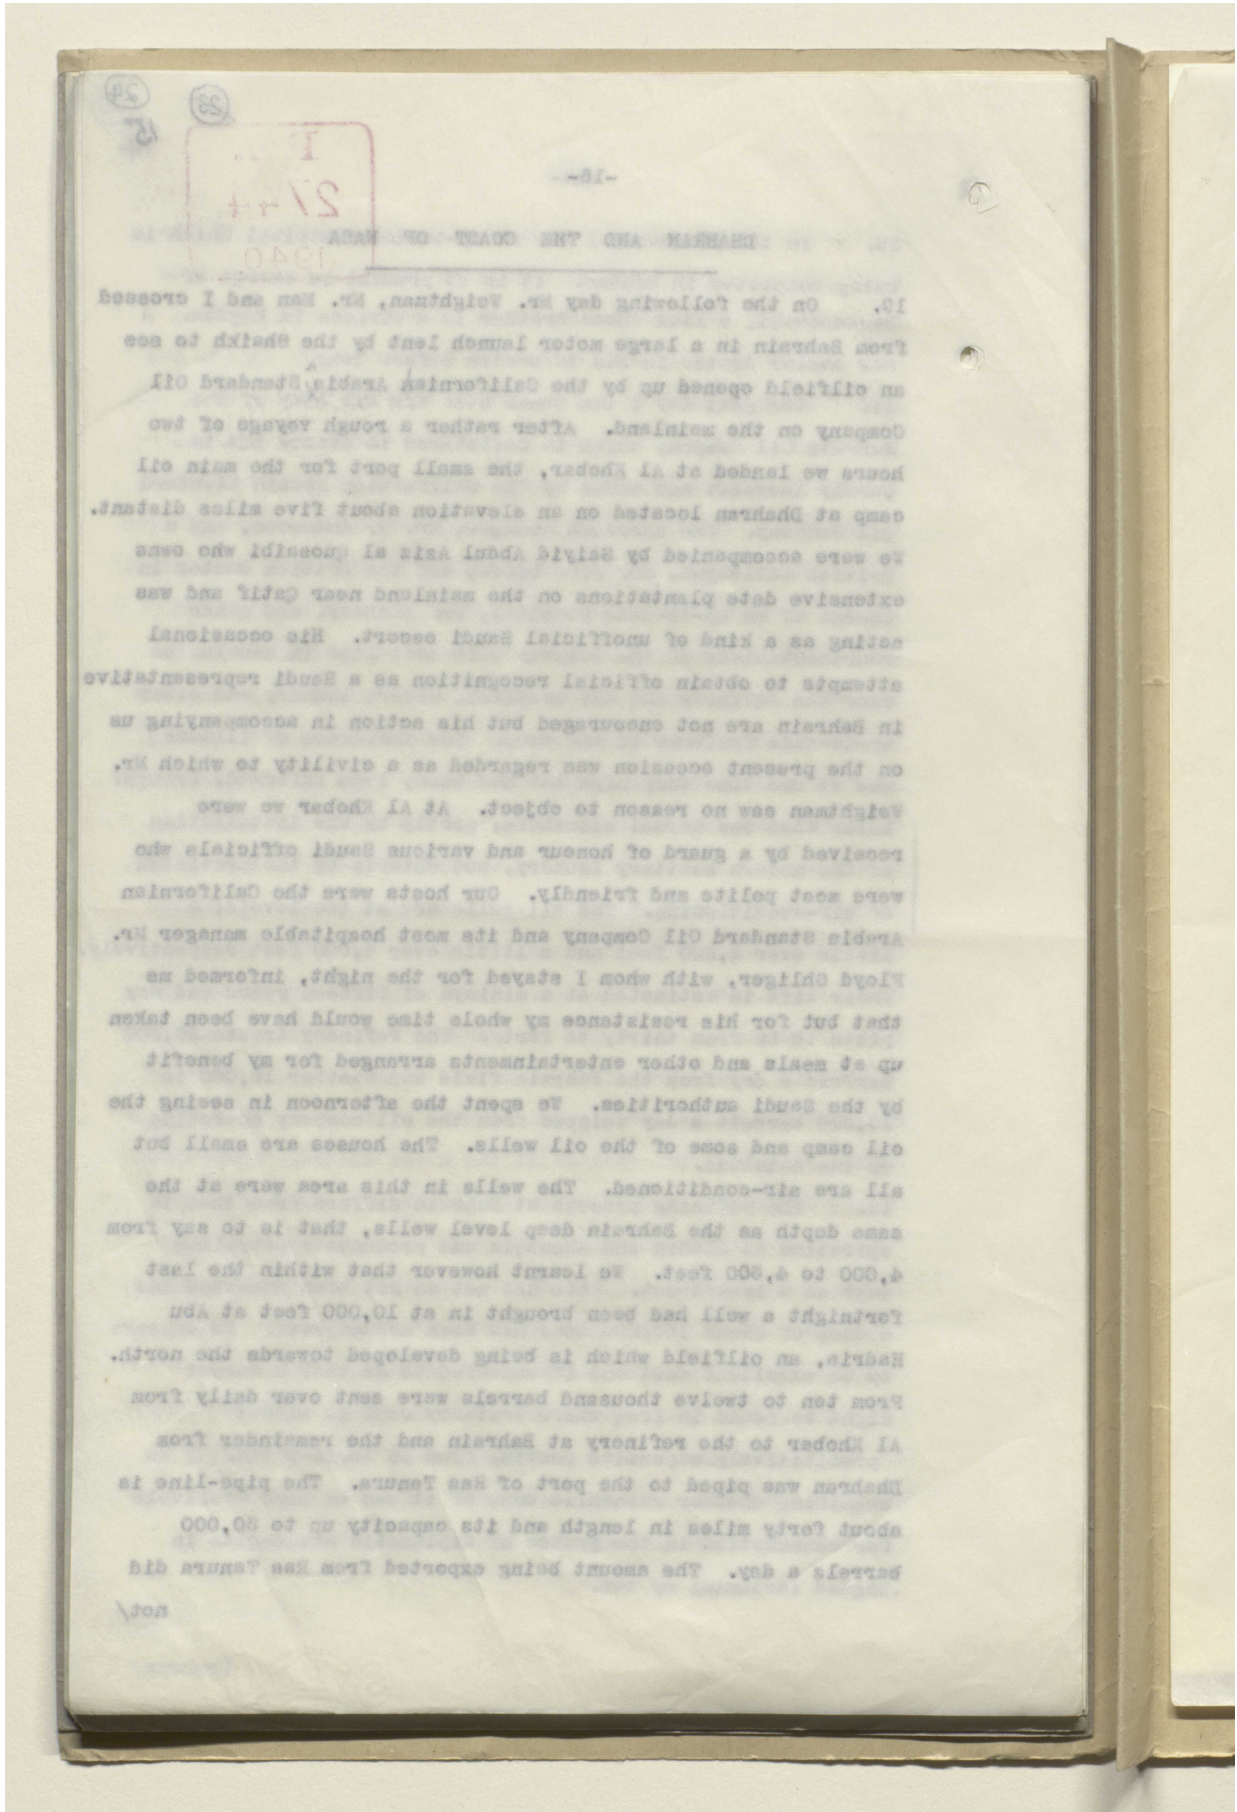 24
23
15
P
2744
1940
-16-
DHAHRAN AND THE COAST OF HASA
19. On the following day Mr. Weightman, Mr. Man and I crossed
from Bahrain in a large motor launch lent by the Shaikh to see
an oilfield opened up by the Californian Arabia Standard Oil
Company on the mainland. After rather a rough voyage of two
hours we landed at Al Khobar, the small port for the main oil
camp at Dhahran located on an elevation about five miles distant.
We were accompanied by Saiyid Abdul Aziz al quosaibi who owns
extensive date plantations on the mainland near Qatif and was
acting as a kind of unofficial Saudi escort. His occasional
attempts to obtain official recognition as a Saudi representative
in Bahrain are not encouraged but his action in accompanying us
on the present occasion was regarded as a civility to which Mr.
Weightman saw no reason to object. At Al Khobar we were
received by a guard of honour and various Saudi officials who
were most polite and friendly. Our hosts were the Californian
Arabia Standard Oil Company and its most hospitable manager Mr.
Floyd Ohliger, with whom I stayed for the night, informed me
that but for his resistance my whole time would have been taken
up at meals and other entertainments arranged for my benefit
by the Saudi authorities. We spent the afternoon in seeing the
oil camp and some of the oil wells. The houses are small but
all are air-conditioned. The wells in this area were at the
same depth as the Bahrain deep level wells, that is to say from
4,000 to 4,500 feet. We learnt however that within the last
fortnight a well had been brought in at 10,000 feet at Abu
Hadria, an oilfield which is being developed towards the north.
From ten to twelve thousand barrels were sent over daily from
Al Khobar to the refinery at Bahrain and the remainder from
Dhahran was piped to the port of Ras Tanura. The pipe-line is
about forty miles in length and its capacity up to 30,000
barrels a day. The amount being exported from Ras Tanura did
not/